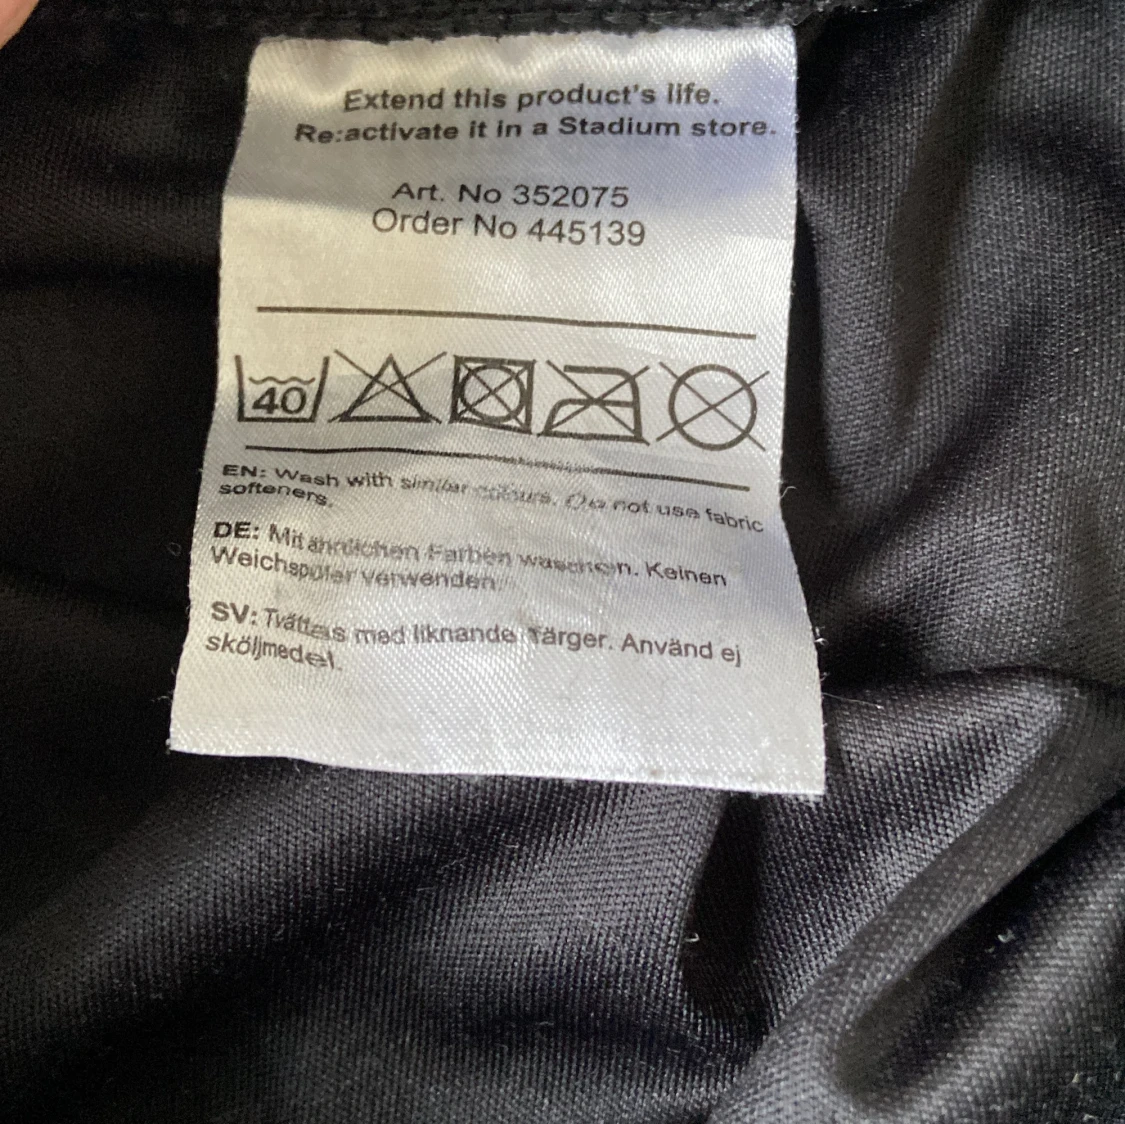 Extend this product's life.
Re:activate it in a Stadium store.
Art. No 352075
Order No 445139
40
EN: Wash with similar colours. Do not use fabric
softeners.
DE: Mit ähnlichen Farben waschen. Keinen
Weichspüler verwenden.
SV: Tvättas med liknande färger. Använd ej
sköljmedel.